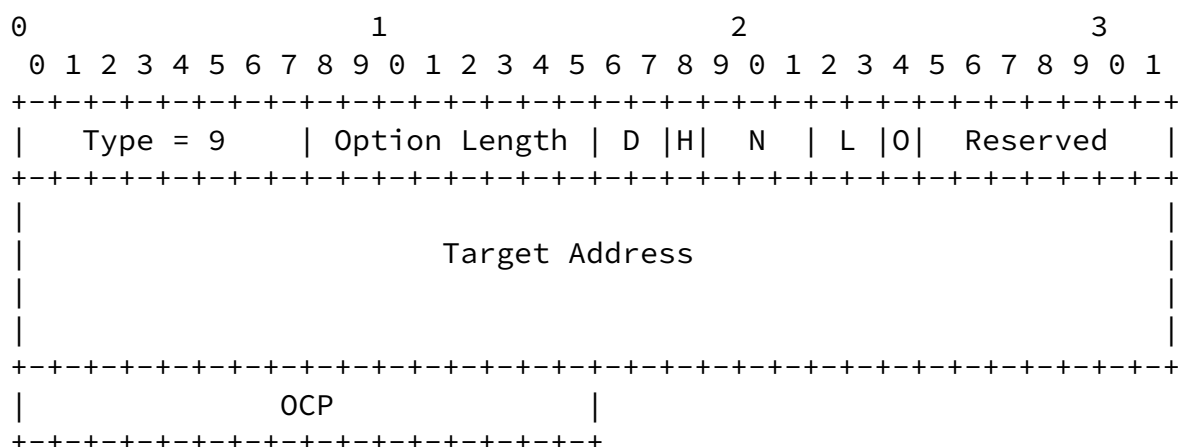 0                   1                   2                   3
 0 1 2 3 4 5 6 7 8 9 0 1 2 3 4 5 6 7 8 9 0 1 2 3 4 5 6 7 8 9 0 1
+-+-+-+-+-+-+-+-+-+-+-+-+-+-+-+-+-+-+-+-+-+-+-+-+-+-+-+-+-+-+-+-+
|   Type = 9    | Option Length | D |H|  N  | L |O|  Reserved   |
+-+-+-+-+-+-+-+-+-+-+-+-+-+-+-+-+-+-+-+-+-+-+-+-+-+-+-+-+-+-+-+-+
|                                                               |
|                       Target Address                          |
|                                                               |
|                                                               |
+-+-+-+-+-+-+-+-+-+-+-+-+-+-+-+-+-+-+-+-+-+-+-+-+-+-+-+-+-+-+-+-+
|              OCP              |
+-+-+-+-+-+-+-+-+-+-+-+-+-+-+-+-+